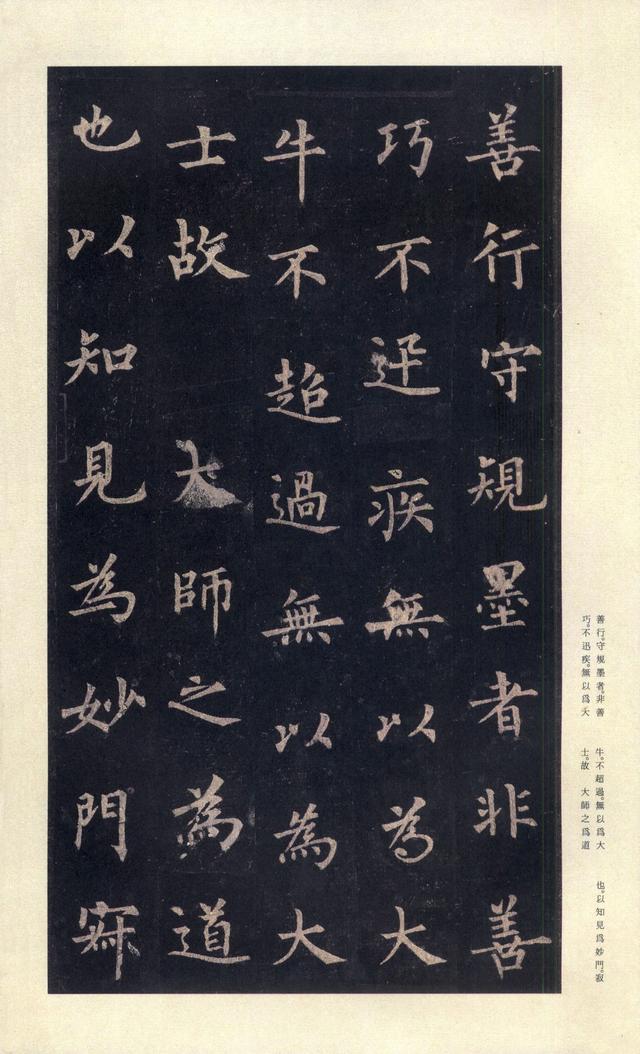 善行守規墨者非善
巧不迅疾無以為大
牛不超過無以為大
士故 大師之為道
也以知見為妙門寂
善行。守規墨者。非善
巧。不迅疾。無以爲大
牛。不超過。無以爲大
士。故 大師之爲道
也。以知見爲妙門。寂